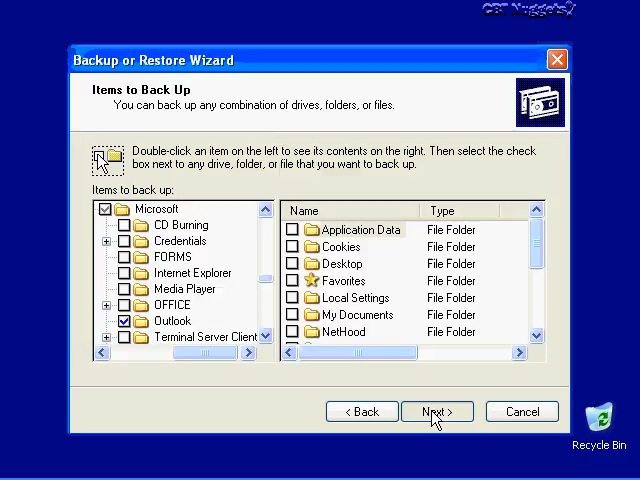 CBT Nuggets
Backup or Restore Wizard
Items to Back Up
You can back up any combination of drives, folders, or files.
Double-click an item on the left to see its contents on the right. Then select the check
box next to any drive, folder, or file that you want to back up.
Items to back up:
Microsoft
CD Burning
Credentials
FORMS
Internet Explorer
Media Player
OFFICE
Outlook
Terminal Server Client
Name Type
Application Data File Folder
Cookies File Folder
Desktop File Folder
Favorites File Folder
Local Settings File Folder
My Documents File Folder
NetHood File Folder
< Back Next > Cancel
Recycle Bin